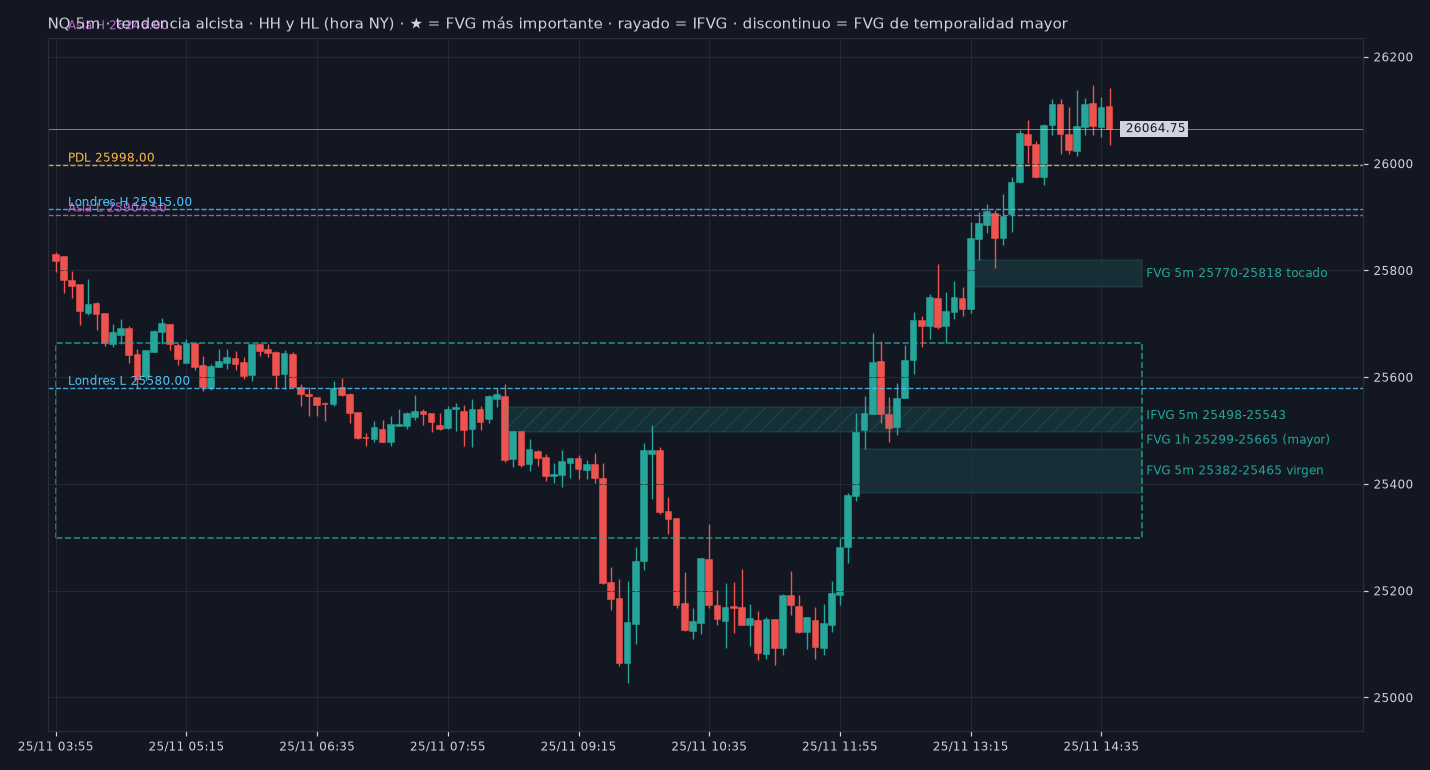 NQ 5m · tendencia alcista · HH y HL (hora NY) · ★ = FVG más importante · rayado = IFVG · discontinuo = FVG de temporalidad mayor
26200
26064.75
PDL 25998.00
26000
Londres H 25915.00
Asia L 25904.50
25800
FVG 5m 25770-25818 tocado
25600
Londres L 25580.00
IFVG 5m 25498-25543
FVG 1h 25299-25665 (mayor)
FVG 5m 25382-25465 virgen
25400
25200
25000
25/11 03:55
25/11 05:15
25/11 06:35
25/11 07:55
25/11 09:15
25/11 10:35
25/11 11:55
25/11 13:15
25/11 14:35